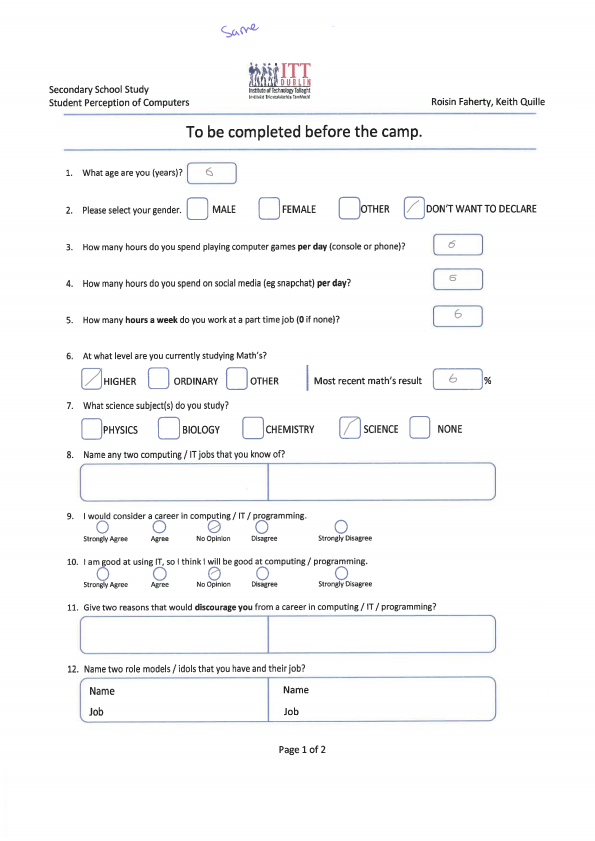 Same
ITT
DUBLIN
Institute of Technology Tallaght
Secondary School Study
Student Perception of Computers
Roisin Faherty, Keith Quille
To be completed before the camp.
1. What age are you (years)? 6
2. Please select your gender. MALE FEMALE OTHER DON'T WANT TO DECLARE
3. How many hours do you spend playing computer games per day (console or phone)? 6
4. How many hours do you spend on social media (eg snapchat) per day? 6
5. How many hours a week do you work at a part time job (0 if none)? 6
6. At what level are you currently studying Math's?
HIGHER ORDINARY OTHER Most recent math's result 6 %
7. What science subject(s) do you study?
PHYSICS BIOLOGY CHEMISTRY SCIENCE NONE
8. Name any two computing / IT jobs that you know of?
9. I would consider a career in computing / IT / programming.
Strongly Agree Agree No Opinion Disagree Strongly Disagree
10. I am good at using IT, so I think I will be good at computing / programming.
Strongly Agree Agree No Opinion Disagree Strongly Disagree
11. Give two reasons that would discourage you from a career in computing / IT / programming?
12. Name two role models / idols that you have and their job?
Name Name
Job Job
Page 1 of 2